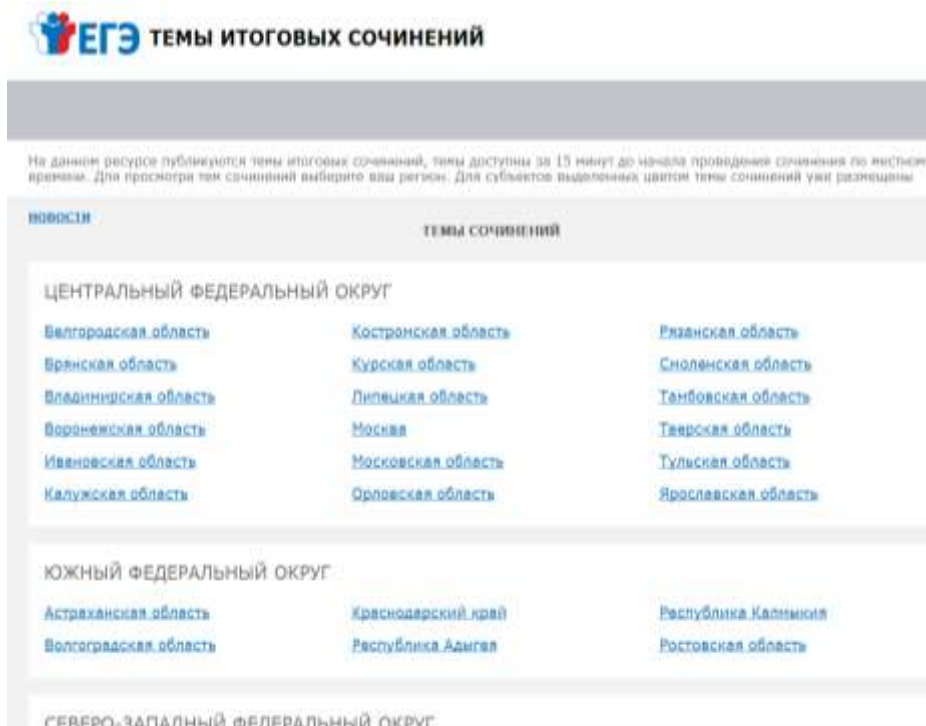 ЕГЭ ТЕМЫ ИТОГОВЫХ СОЧИНЕНИЙ
На данном ресурсе публикуются темы итоговых сочинений, темы доступны за 15 минут до начала проведения сочинения по местном
времени. Для просмотра тем сочинений выберите ваш регион. Для субъектов выделенных цветом темы сочинений уже размещены
НОВОСТИ
ТЕМЫ СОЧИНЕНИЙ
ЦЕНТРАЛЬНЫЙ ФЕДЕРАЛЬНЫЙ ОКРУГ
Белгородская область Костромская область Рязанская область
Брянская область Курская область Смоленская область
Владимирская область Липецкая область Тамбовская область
Воронежская область Москва Тверская область
Ивановская область Московская область Тульская область
Калужская область Орловская область Ярославская область
ЮЖНЫЙ ФЕДЕРАЛЬНЫЙ ОКРУГ
Астраханская область Краснодарский край Республика Калмыкия
Волгоградская область Республика Адыгея Ростовская область
СЕВЕРО-ЗАПАДНЫЙ ФЕДЕРАЛЬНЫЙ ОКРУГ